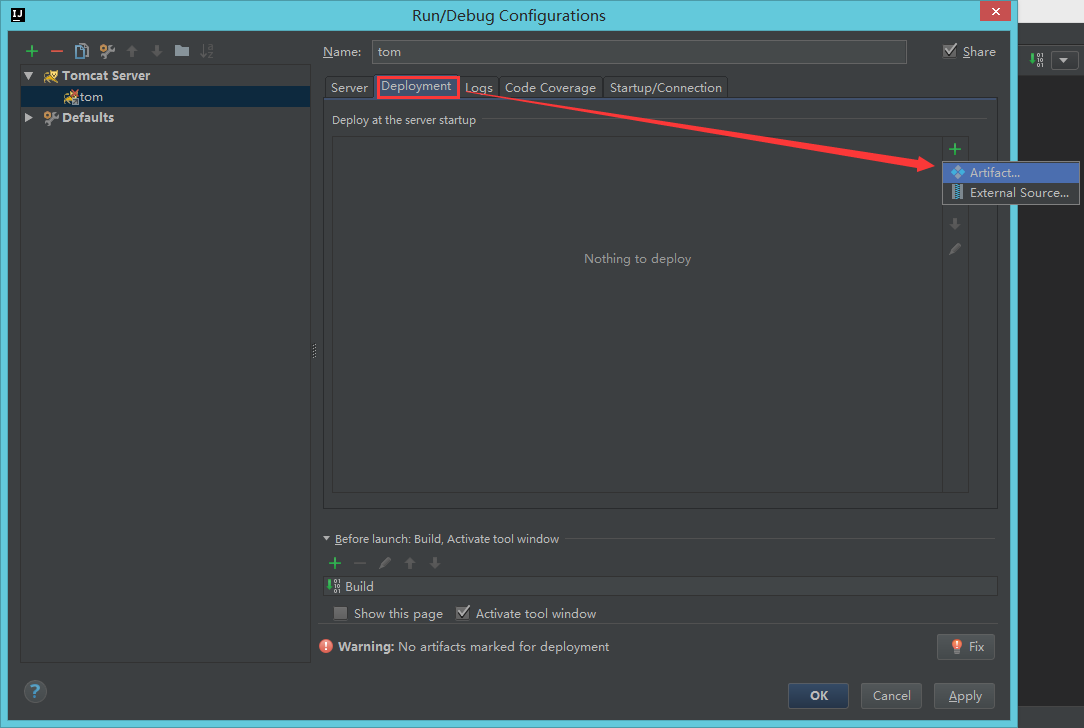 IJ
Run/Debug Configurations
Tomcat Server
tom
Defaults
Name: tom
Share
Server Deployment Logs Code Coverage Startup/Connection
Deploy at the server startup
Artifact...
External Source...
Nothing to deploy
Before launch: Build, Activate tool window
Build
Show this page Activate tool window
Warning: No artifacts marked for deployment
Fix
?
OK Cancel Apply